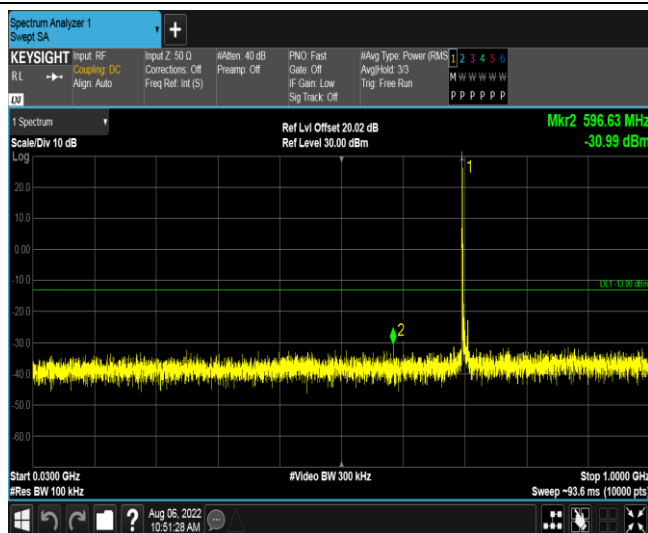 Spectrum Analyzer 1
Swept SA
+
KEYSIGHT
RL
Input: RF
Coupling: DC
Align: Auto
Input Z: 50 Ω
Corrections: Off
Freq Ref: Int (S)
#Atten: 40 dB
Preamp: Off
PNO: Fast
Gate: Off
IF Gain: Low
Sig Track: Off
#Avg Type: Power (RMS
Avg|Hold: 3/3
Trig: Free Run
1 2 3 4 5 6
M W W W W W
P P P P P P
LXI
1 Spectrum
Scale/Div 10 dB
Ref Lvl Offset 20.02 dB
Ref Level 30.00 dBm
Mkr2 596.63 MHz
-30.99 dBm
Log
20.0
10.0
0.00
-10.0
-20.0
-30.0
-40.0
-50.0
-60.0
1
2
DL1 -13.00 dBm
Start 0.0300 GHz
#Res BW 100 kHz
#Video BW 300 kHz
Stop 1.0000 GHz
Sweep ~93.6 ms (10000 pts)
?
Aug 06, 2022
10:51:28 AM